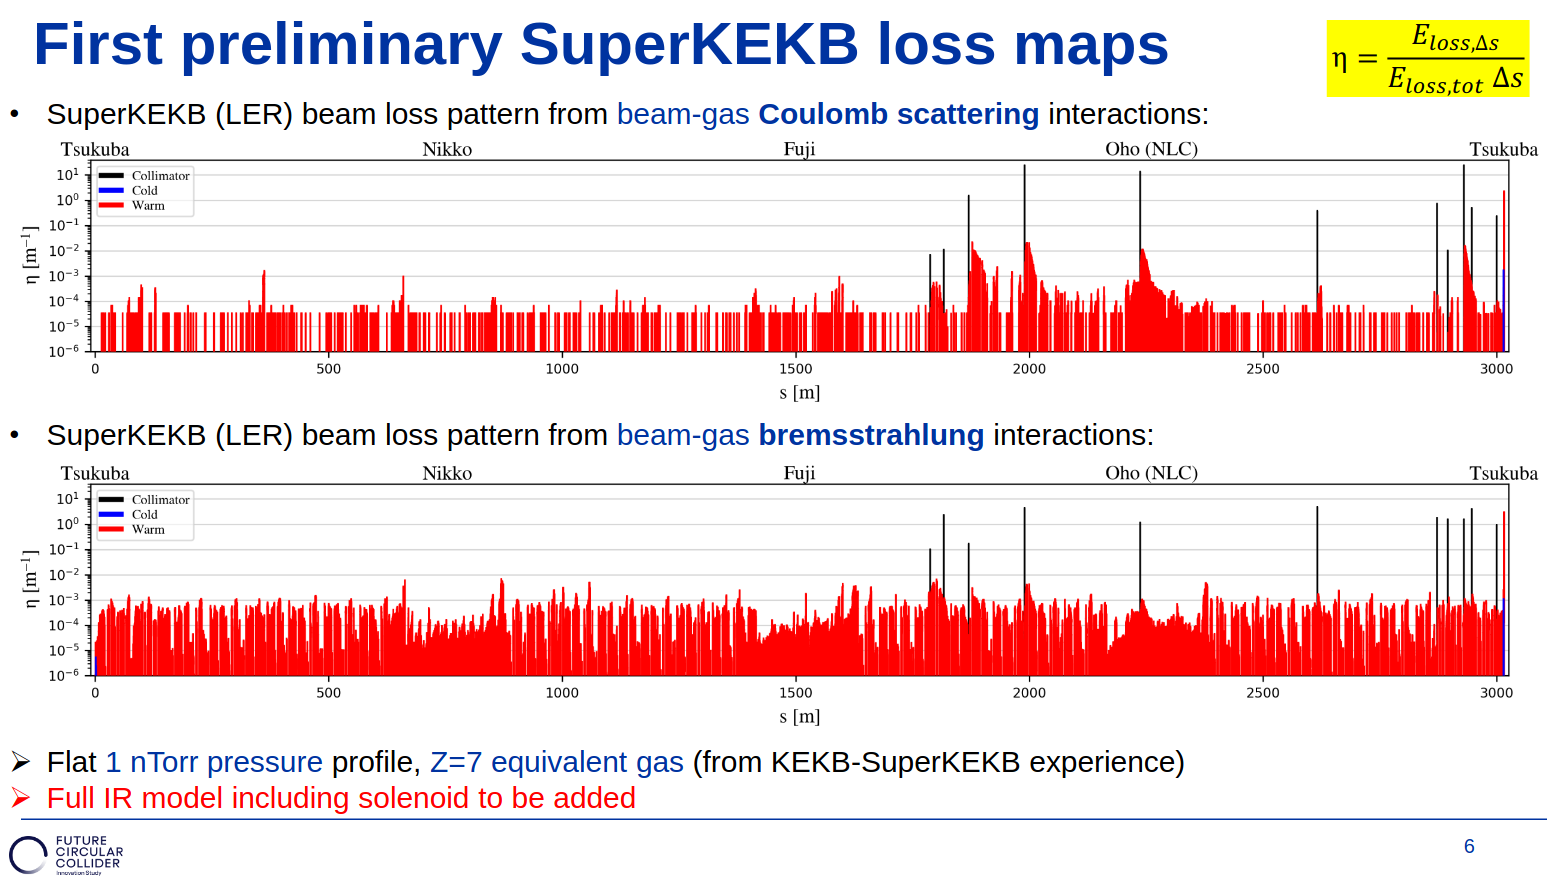 First preliminary SuperKEKB loss maps
η = E_{loss,Δs} / E_{loss,tot} Δs
• SuperKEKB (LER) beam loss pattern from beam-gas Coulomb scattering interactions:
Tsukuba Nikko Fuji Oho (NLC) Tsukuba
Collimator
Cold
Warm
η [m⁻¹]
10¹
10⁰
10⁻¹
10⁻²
10⁻³
10⁻⁴
10⁻⁵
10⁻⁶
0 500 1000 1500 2000 2500 3000
s [m]
• SuperKEKB (LER) beam loss pattern from beam-gas bremsstrahlung interactions:
Tsukuba Nikko Fuji Oho (NLC) Tsukuba
Collimator
Cold
Warm
η [m⁻¹]
10¹
10⁰
10⁻¹
10⁻²
10⁻³
10⁻⁴
10⁻⁵
10⁻⁶
0 500 1000 1500 2000 2500 3000
s [m]
➢ Flat 1 nTorr pressure profile, Z=7 equivalent gas (from KEKB-SuperKEKB experience)
➢ Full IR model including solenoid to be added
FUTURE
CIRCULAR
COLLIDER
Innovation Study
6